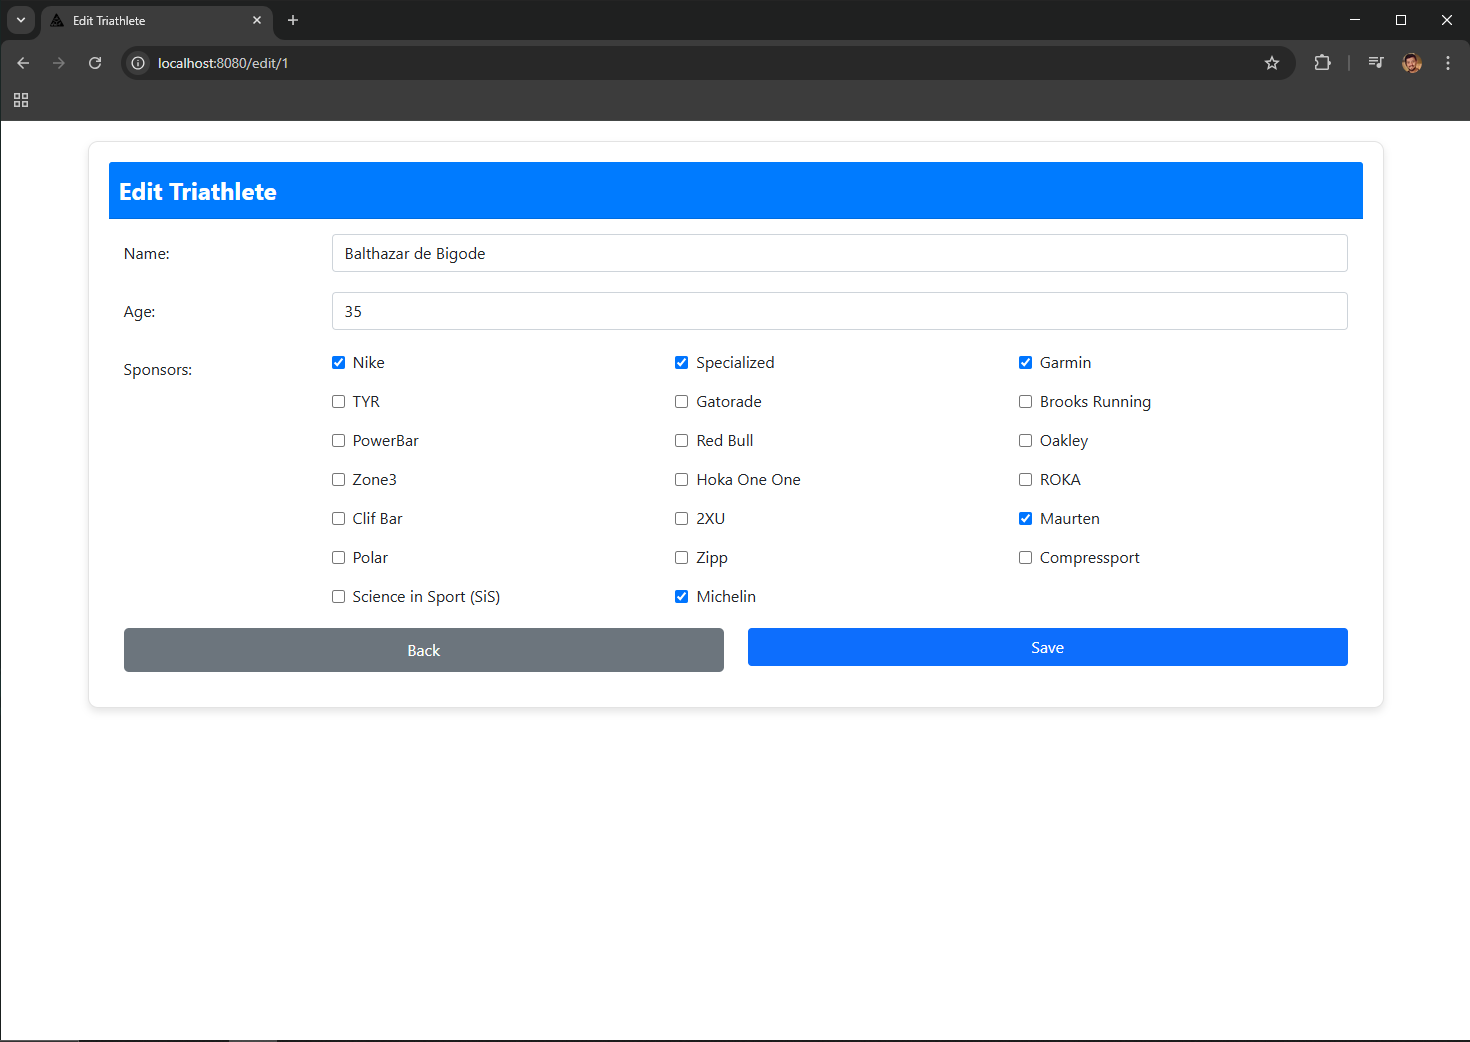 Edit Triathlete
localhost:8080/edit/1
Edit Triathlete
Name: Balthazar de Bigode
Age: 35
Sponsors: Nike Specialized Garmin
TYR Gatorade Brooks Running
PowerBar Red Bull Oakley
Zone3 Hoka One One ROKA
Clif Bar 2XU Maurten
Polar Zipp Compressport
Science in Sport (SiS) Michelin
Back Save